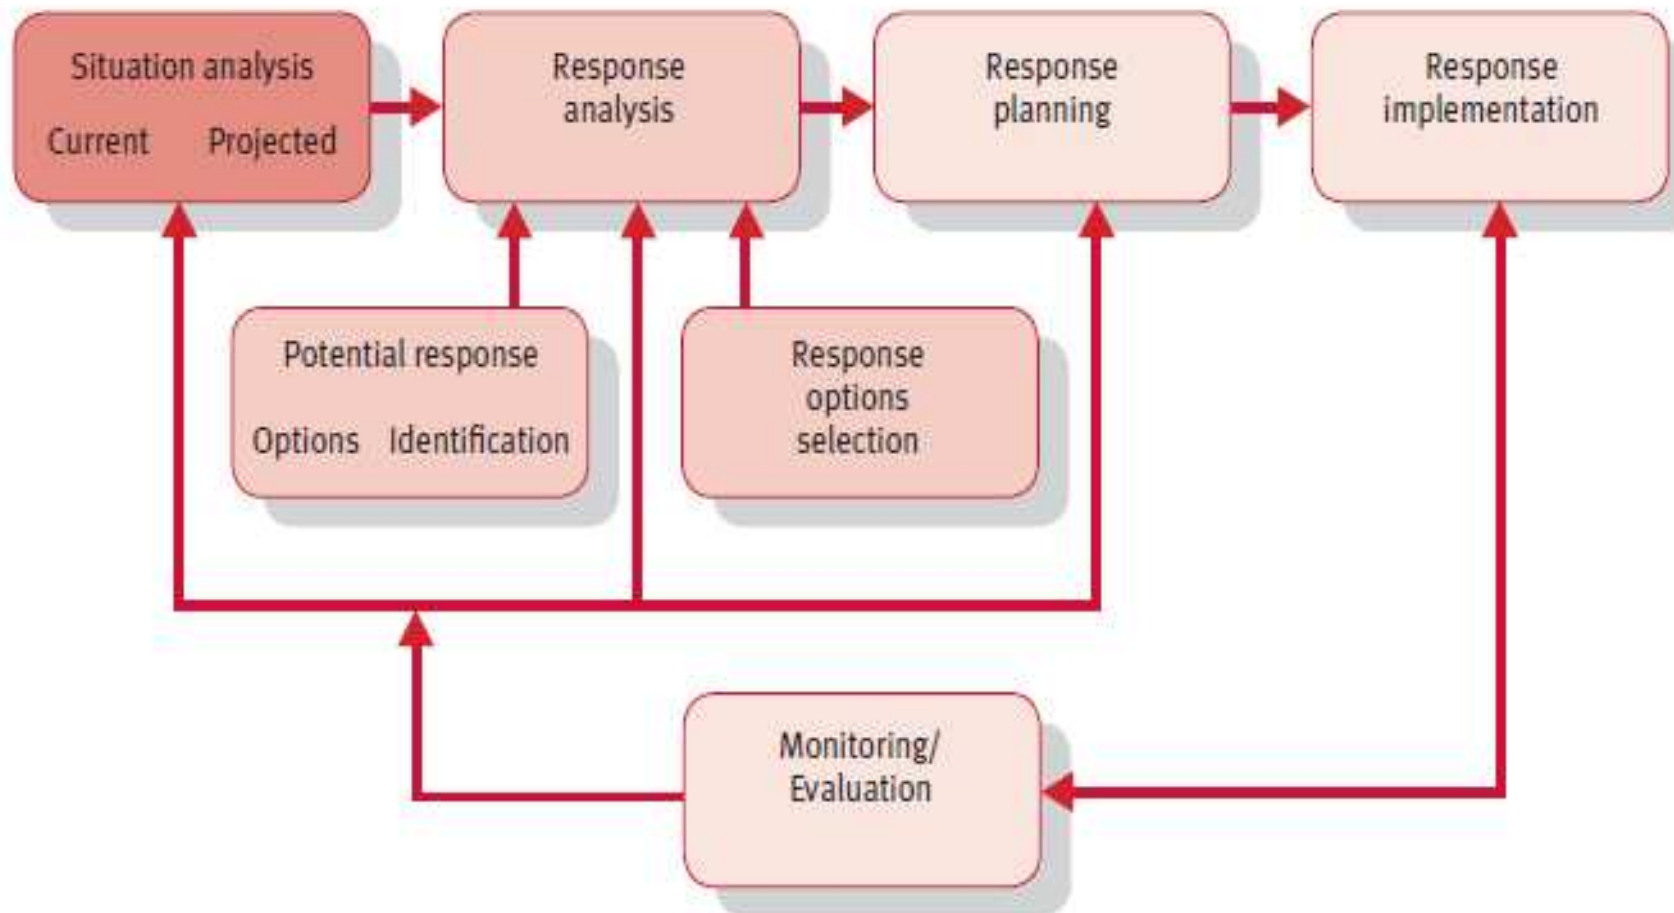 Situation analysis
Current Projected
Response
analysis
Response
planning
Response
implementation
Potential response
Options Identification
Response
options
selection
Monitoring/
Evaluation